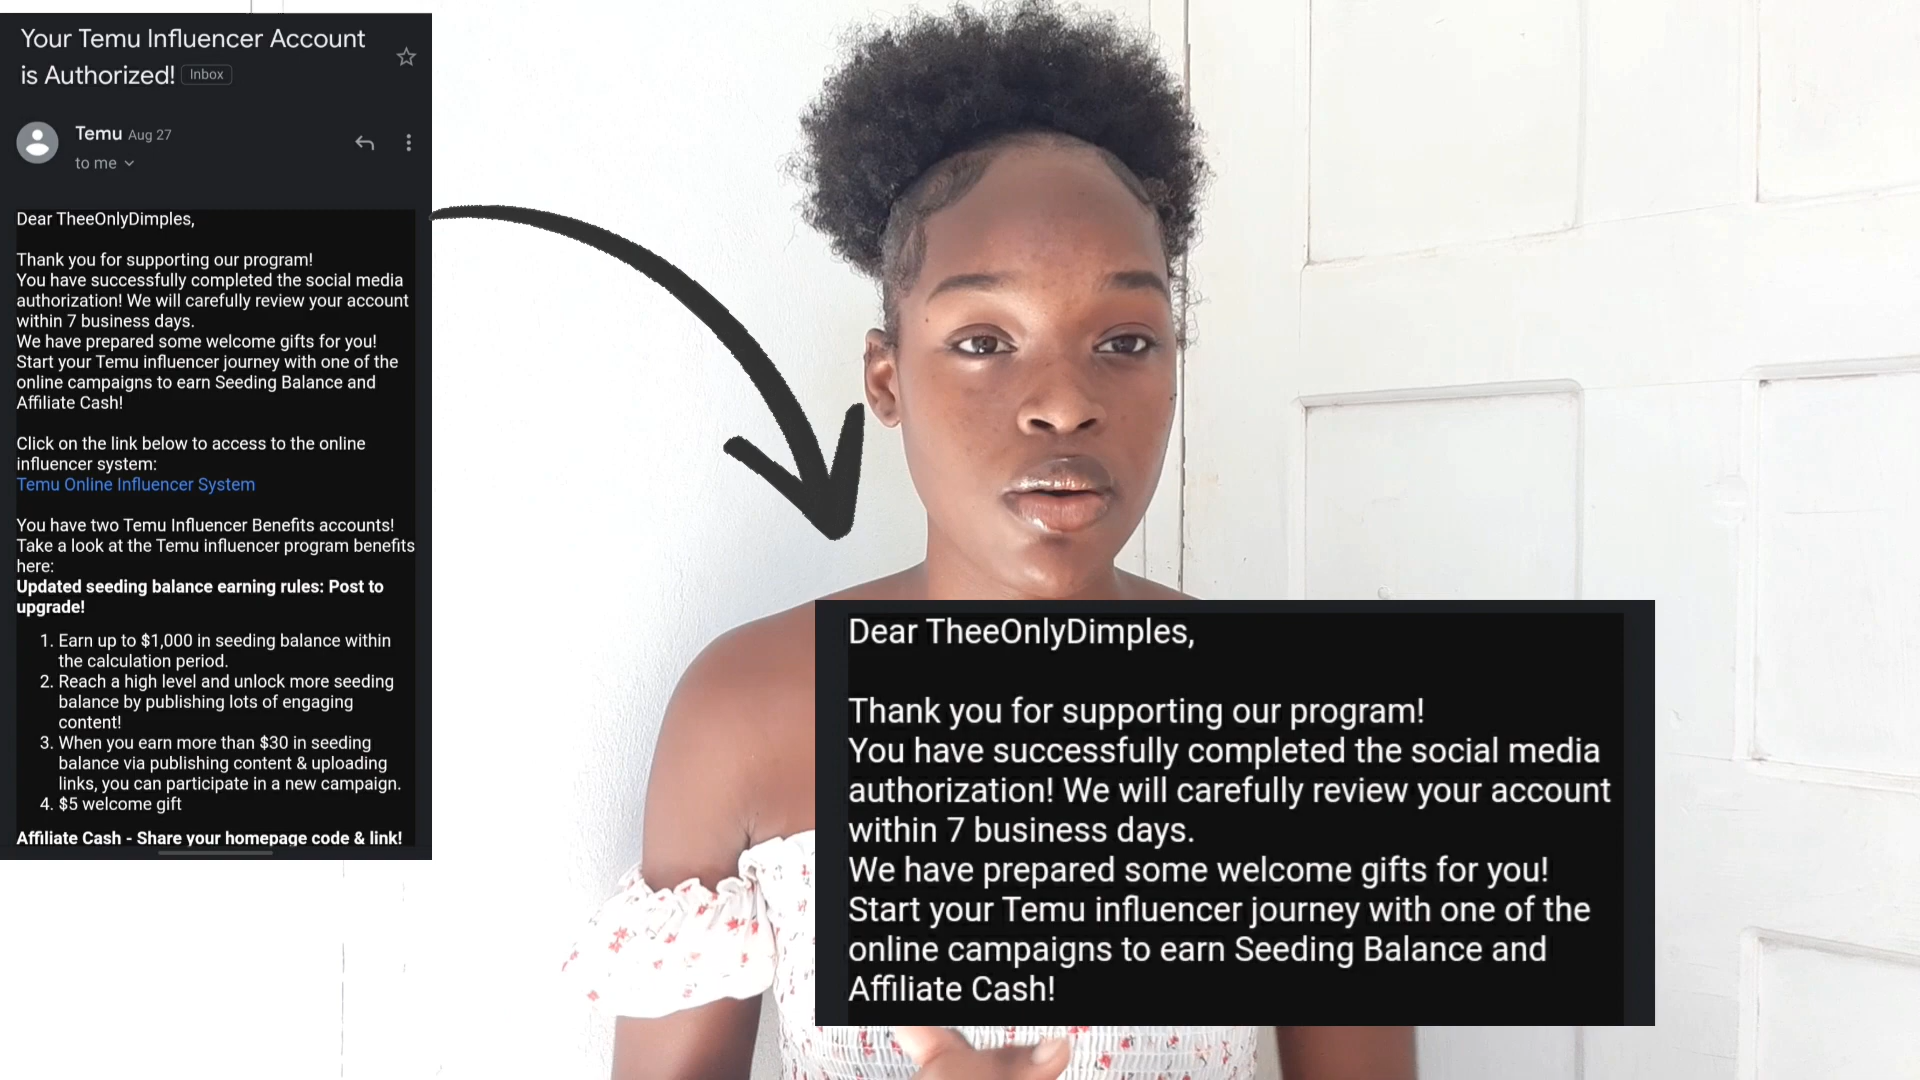 Your Temu Influencer Account
is Authorized! Inbox
Temu Aug 27
to me
Dear TheeOnlyDimples,
Thank you for supporting our program!
You have successfully completed the social media
authorization! We will carefully review your account
within 7 business days.
We have prepared some welcome gifts for you!
Start your Temu influencer journey with one of the
online campaigns to earn Seeding Balance and
Affiliate Cash!
Click on the link below to access to the online
influencer system:
Temu Online Influencer System
You have two Temu Influencer Benefits accounts!
Take a look at the Temu influencer program benefits
here:
Updated seeding balance earning rules: Post to
upgrade!
1. Earn up to $1,000 in seeding balance within
the calculation period.
2. Reach a high level and unlock more seeding
balance by publishing lots of engaging
content!
3. When you earn more than $30 in seeding
balance via publishing content & uploading
links, you can participate in a new campaign.
4. $5 welcome gift
Affiliate Cash - Share your homepage code & link!
Dear TheeOnlyDimples,
Thank you for supporting our program!
You have successfully completed the social media
authorization! We will carefully review your account
within 7 business days.
We have prepared some welcome gifts for you!
Start your Temu influencer journey with one of the
online campaigns to earn Seeding Balance and
Affiliate Cash!